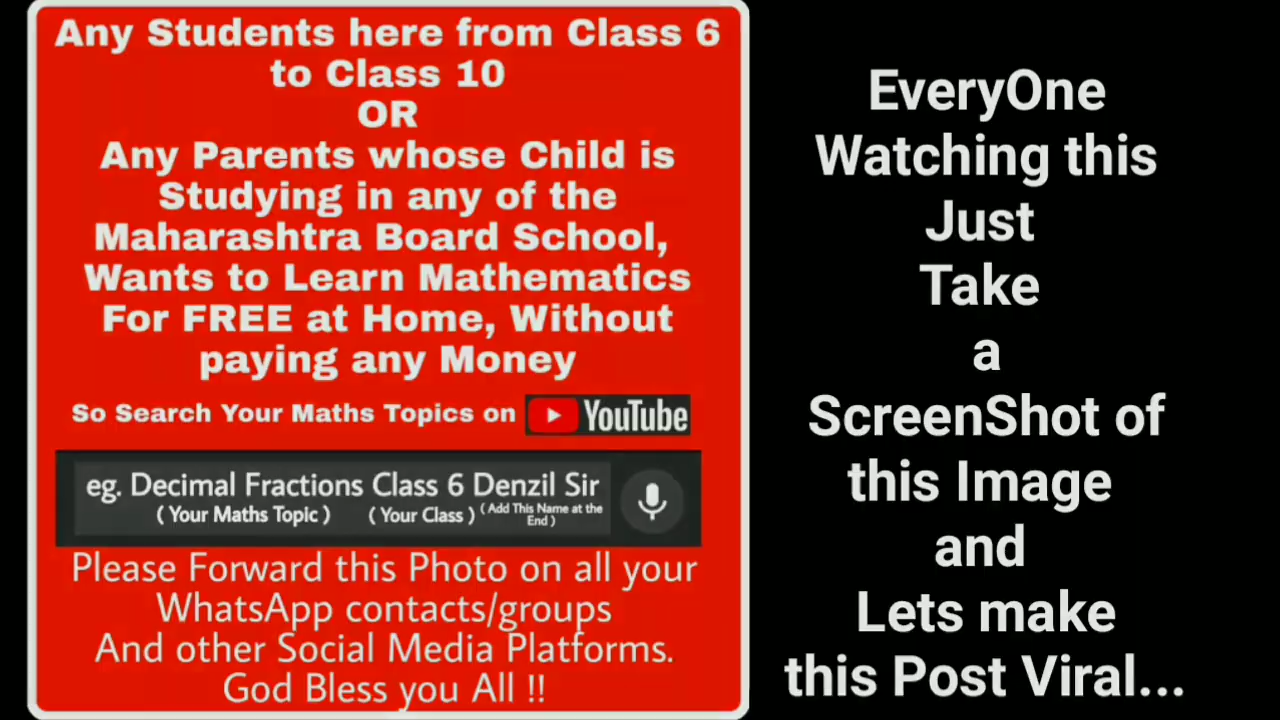 Any Students here from Class 6
to Class 10
OR
Any Parents whose Child is
Studying in any of the
Maharashtra Board School,
Wants to Learn Mathematics
For FREE at Home, Without
paying any Money
So Search Your Maths Topics on YouTube
eg. Decimal Fractions Class 6 Denzil Sir
( Your Maths Topic ) ( Your Class ) ( Add This Name at the
End )
Please Forward this Photo on all your
WhatsApp contacts/groups
And other Social Media Platforms.
God Bless you All !!
EveryOne
Watching this
Just
Take
a
ScreenShot of
this Image
and
Lets make
this Post Viral...